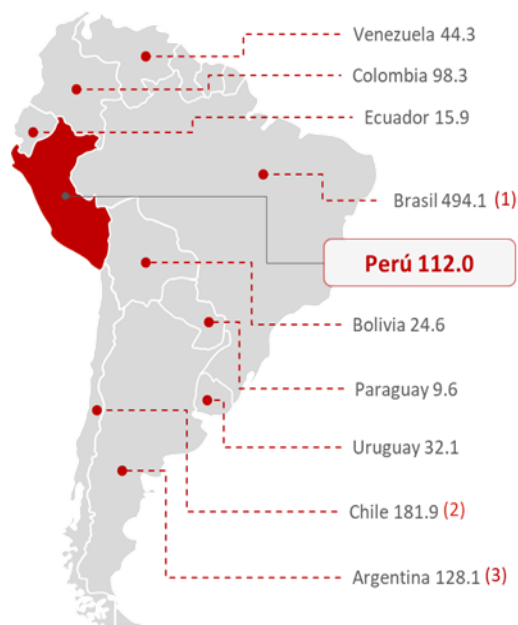 Venezuela 44.3
Colombia 98.3
Ecuador 15.9
Brasil 494.1 (1)
Perú 112.0
Bolivia 24.6
Paraguay 9.6
Uruguay 32.1
Chile 181.9 (2)
Argentina 128.1 (3)